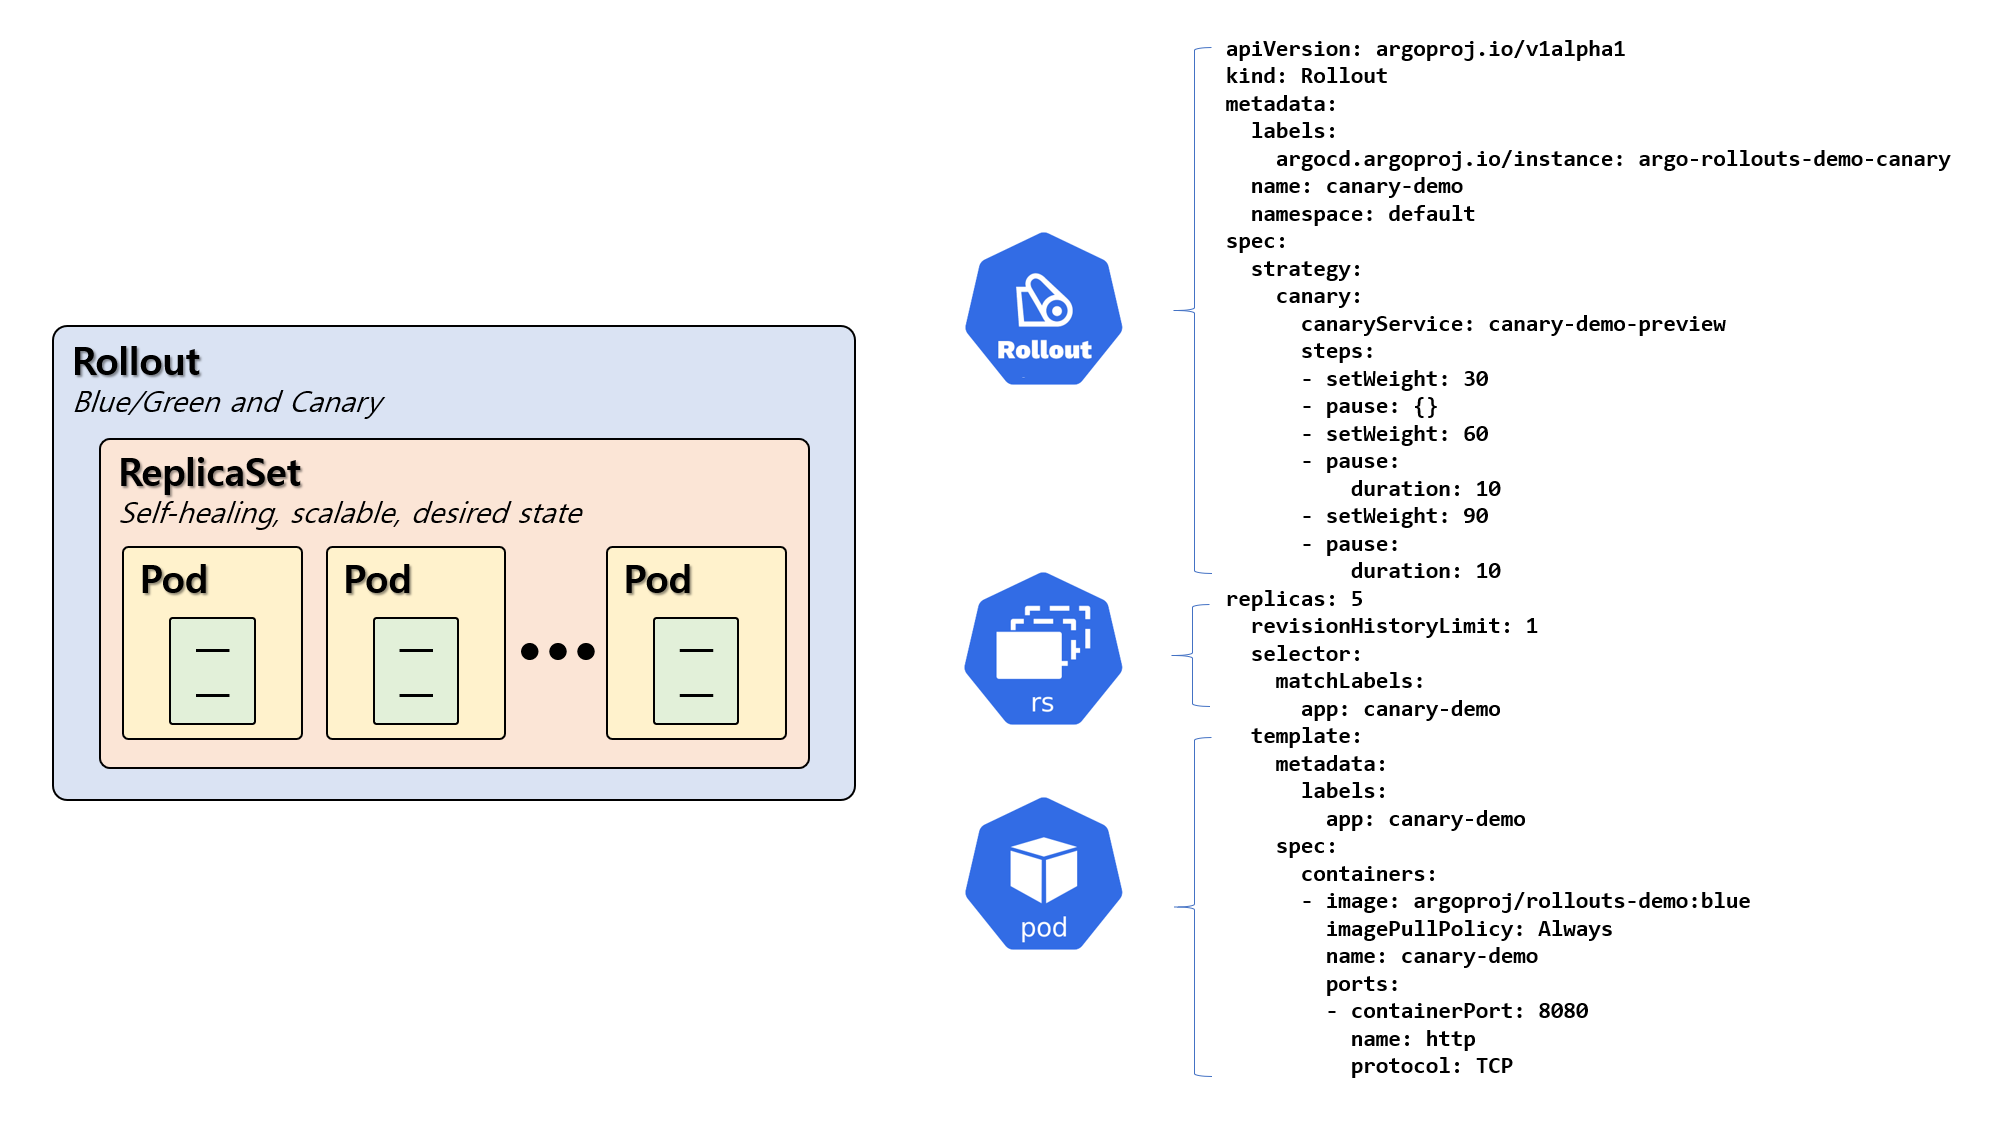 Rollout
Blue/Green and Canary
ReplicaSet
Self-healing, scalable, desired state
Pod
Pod
Pod
Rollout
rs
pod
apiVersion: argoproj.io/v1alpha1
kind: Rollout
metadata:
  labels:
    argocd.argoproj.io/instance: argo-rollouts-demo-canary
  name: canary-demo
  namespace: default
spec:
  strategy:
    canary:
      canaryService: canary-demo-preview
      steps:
      - setWeight: 30
      - pause: {}
      - setWeight: 60
      - pause:
          duration: 10
      - setWeight: 90
      - pause:
          duration: 10
replicas: 5
  revisionHistoryLimit: 1
  selector:
    matchLabels:
      app: canary-demo
  template:
    metadata:
      labels:
        app: canary-demo
    spec:
      containers:
      - image: argoproj/rollouts-demo:blue
        imagePullPolicy: Always
        name: canary-demo
        ports:
        - containerPort: 8080
          name: http
          protocol: TCP